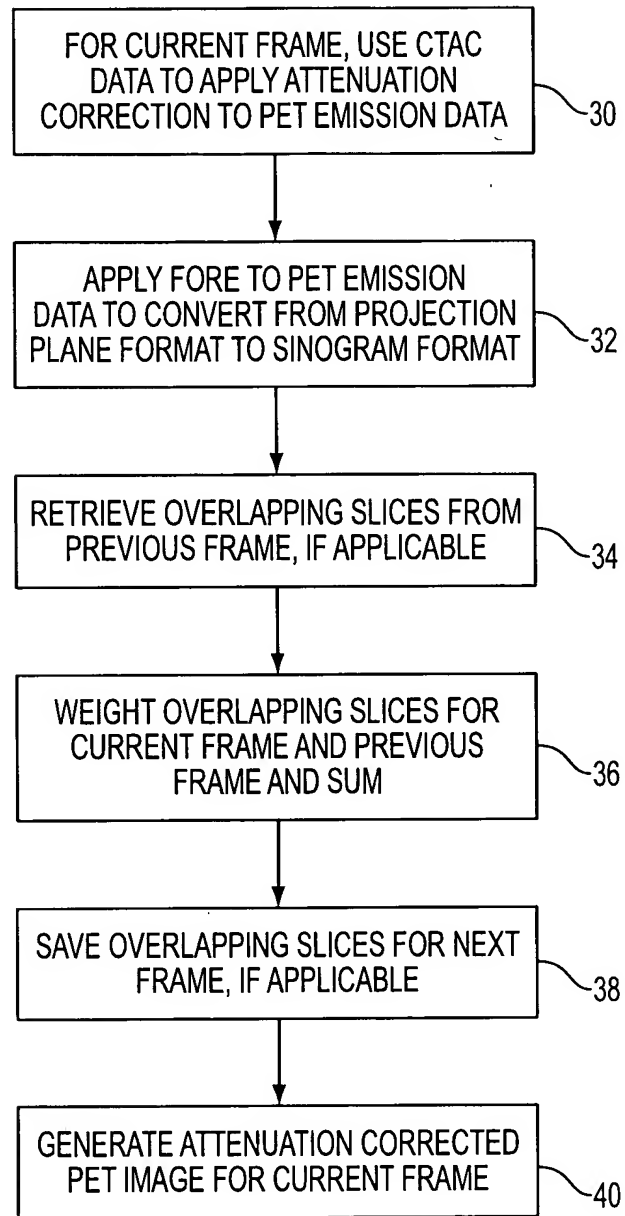 FOR CURRENT FRAME, USE CTAC
DATA TO APPLY ATTENUATION
CORRECTION TO PET EMISSION DATA
30
APPLY FORE TO PET EMISSION
DATA TO CONVERT FROM PROJECTION
PLANE FORMAT TO SINOGRAM FORMAT
32
RETRIEVE OVERLAPPING SLICES FROM
PREVIOUS FRAME, IF APPLICABLE
34
WEIGHT OVERLAPPING SLICES FOR
CURRENT FRAME AND PREVIOUS
FRAME AND SUM
36
SAVE OVERLAPPING SLICES FOR NEXT
FRAME, IF APPLICABLE
38
GENERATE ATTENUATION CORRECTED
PET IMAGE FOR CURRENT FRAME
40